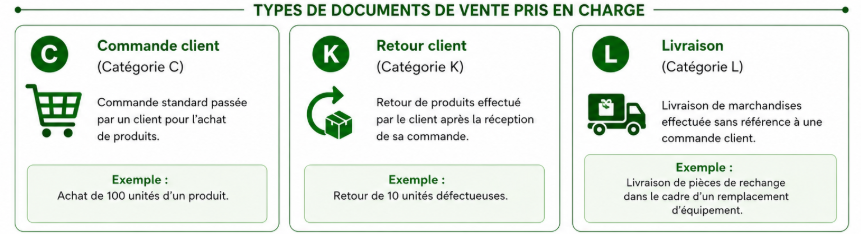 TYPES DE DOCUMENTS DE VENTE PRIS EN CHARGE
C
Commande client
(Catégorie C)
Commande standard passée
par un client pour l'achat
de produits.
Exemple :
Achat de 100 unités d'un produit.
K
Retour client
(Catégorie K)
Retour de produits effectué
par le client après la réception
de sa commande.
Exemple :
Retour de 10 unités défectueuses.
L
Livraison
(Catégorie L)
Livraison de marchandises
effectuée sans référence à une
commande client.
Exemple :
Livraison de pièces de rechange
dans le cadre d'un remplacement
d'équipement.